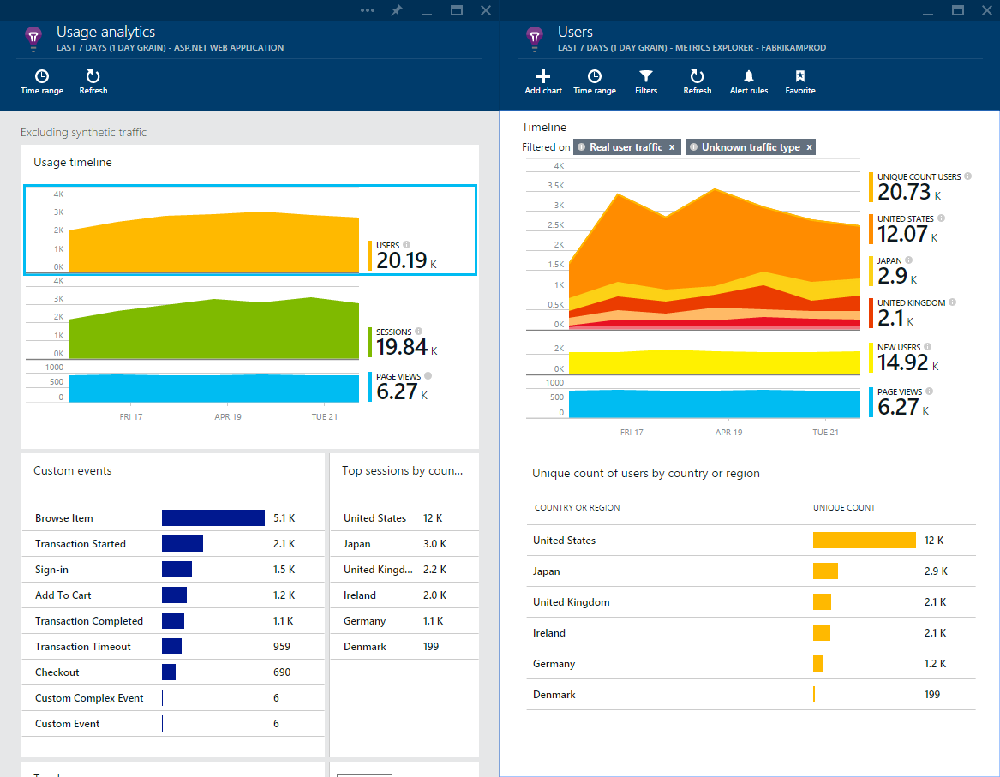 Usage analytics
LAST 7 DAYS (1 DAY GRAIN) - ASP.NET WEB APPLICATION
Time range
Refresh
Excluding synthetic traffic
Usage timeline
4K
3K
2K
1K
0K
USERS
20.19 K
4K
3K
2K
1K
0K
SESSIONS
19.84 K
1000
500
0
PAGE VIEWS
6.27 K
FRI 17 APR 19 TUE 21
Custom events
Browse Item 5.1 K
Transaction Started 2.1 K
Sign-in 1.5 K
Add To Cart 1.2 K
Transaction Completed 1.1 K
Transaction Timeout 959
Checkout 690
Custom Complex Event 6
Custom Event 6
Top sessions by coun...
United States 12 K
Japan 3.0 K
United Kingd... 2.2 K
Ireland 2.0 K
Germany 1.1 K
Denmark 199
Users
LAST 7 DAYS (1 DAY GRAIN) - METRICS EXPLORER - FABRIKAMPROD
Add chart
Time range
Filters
Refresh
Alert rules
Favorite
Timeline
Filtered on Real user traffic x Unknown traffic type x
4K
3.5K
3K
2.5K
2K
1.5K
1K
0.5K
0K
UNIQUE COUNT USERS
20.73 K
UNITED STATES
12.07 K
JAPAN
2.9 K
UNITED KINGDOM
2.1 K
2K
0K
NEW USERS
14.92 K
1000
500
0
PAGE VIEWS
6.27 K
FRI 17 APR 19 TUE 21
Unique count of users by country or region
COUNTRY OR REGION UNIQUE COUNT
United States 12 K
Japan 2.9 K
United Kingdom 2.1 K
Ireland 2.1 K
Germany 1.2 K
Denmark 199